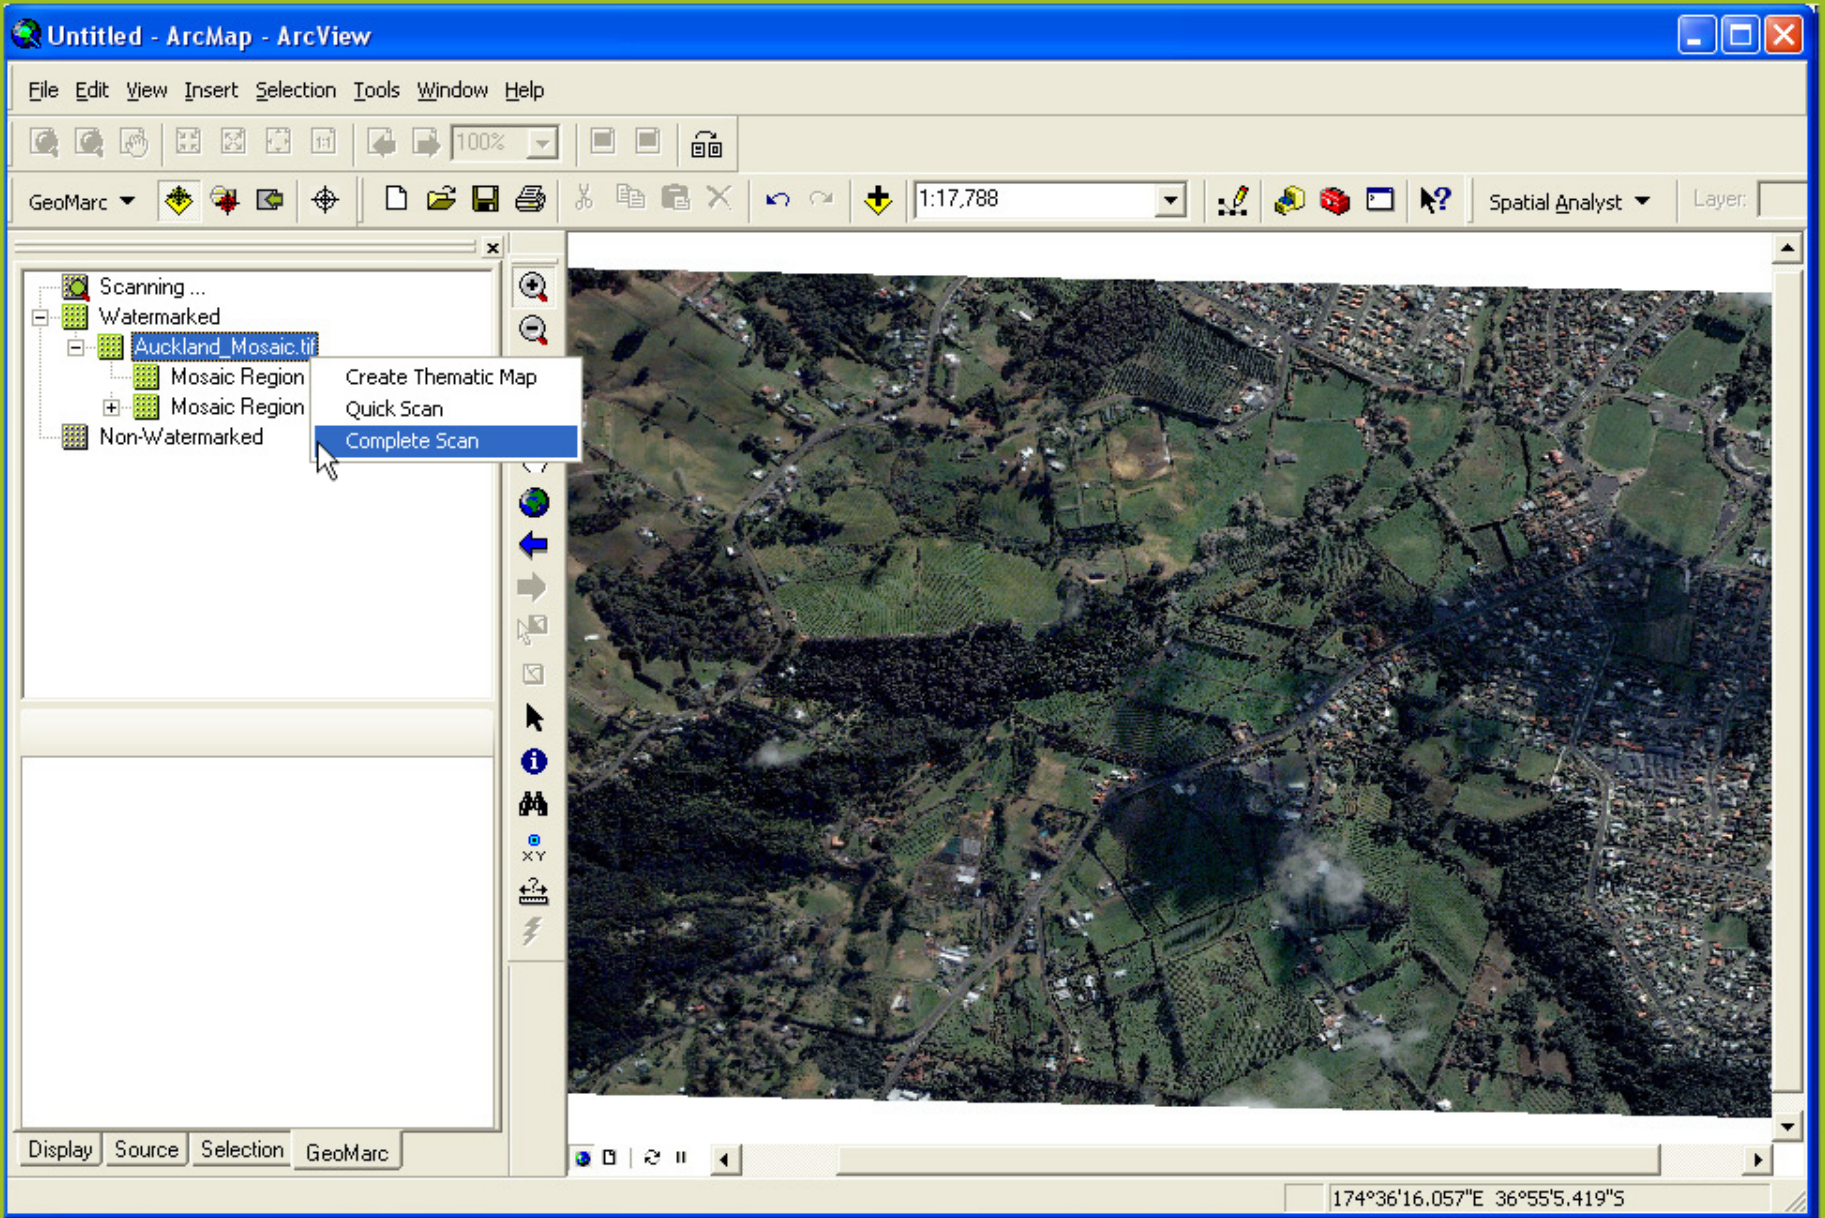 Untitled - ArcMap - ArcView
File Edit View Insert Selection Tools Window Help
1:1 100%
GeoMarc 1:17,788 Spatial Analyst Layer:
Scanning ...
Watermarked
Auckland_Mosaic.tif
Mosaic Region Create Thematic Map
Mosaic Region Quick Scan
Non-Watermarked Complete Scan
XY
Display Source Selection GeoMarc
174°36'16.057"E 36°55'5.419"S